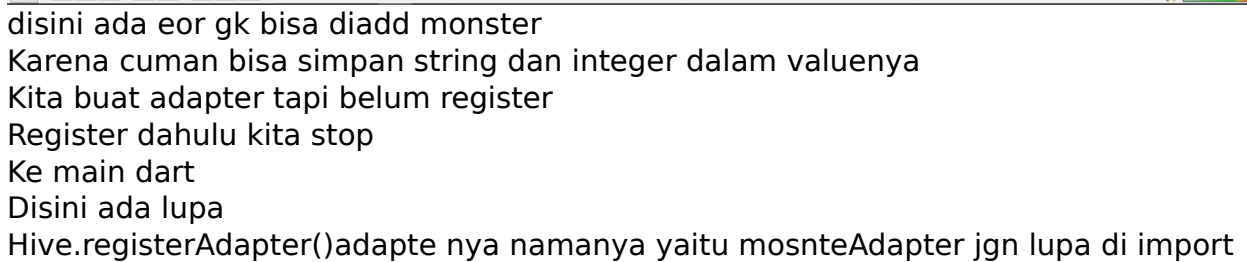 disini ada eor gk bisa diadd monster
Karena cuman bisa simpan string dan integer dalam valuenya
Kita buat adapter tapi belum register
Register dahulu kita stop
Ke main dart
Disini ada lupa
Hive.registerAdapter()adapte nya namanya yaitu mosnteAdapter jgn lupa di import